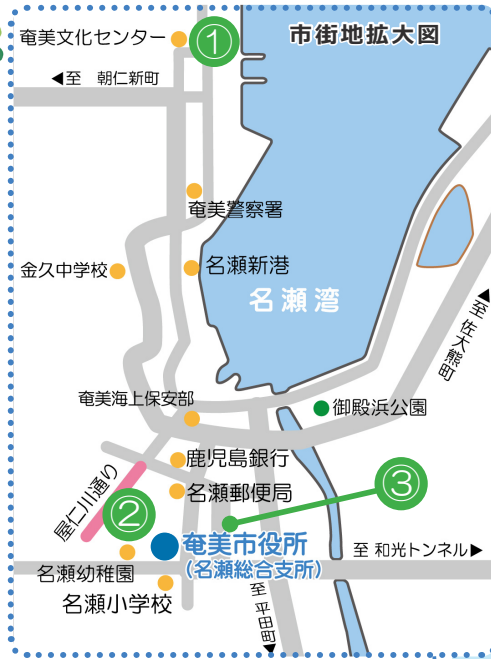 市街地拡大図
奄美文化センター
①
◀至 朝仁新町
奄美警察署
金久中学校
名瀬新港
名瀬湾
▲至 佐大熊町
奄美海上保安部
御殿浜公園
鹿児島銀行
屋仁川通り
名瀬郵便局
③
②
奄美市役所
(名瀬総合支所)
至 和光トンネル▶
名瀬幼稚園
名瀬小学校
至 平田町▼